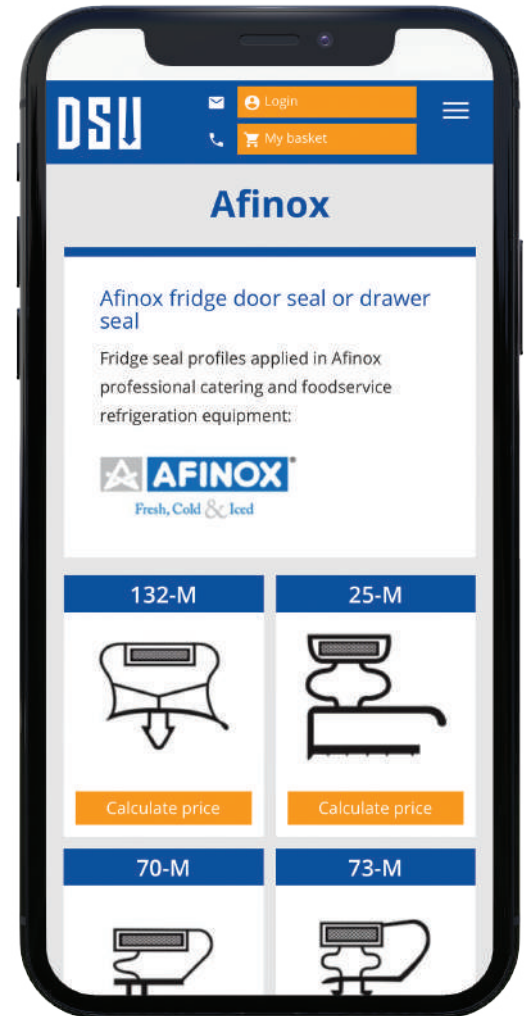 DSU
Login
My basket
Afinox
Afinox fridge door seal or drawer
seal
Fridge seal profiles applied in Afinox
professional catering and foodservice
refrigeration equipment:
AFINOX®
Fresh, Cold & Iced
132-M
25-M
Calculate price
Calculate price
70-M
73-M